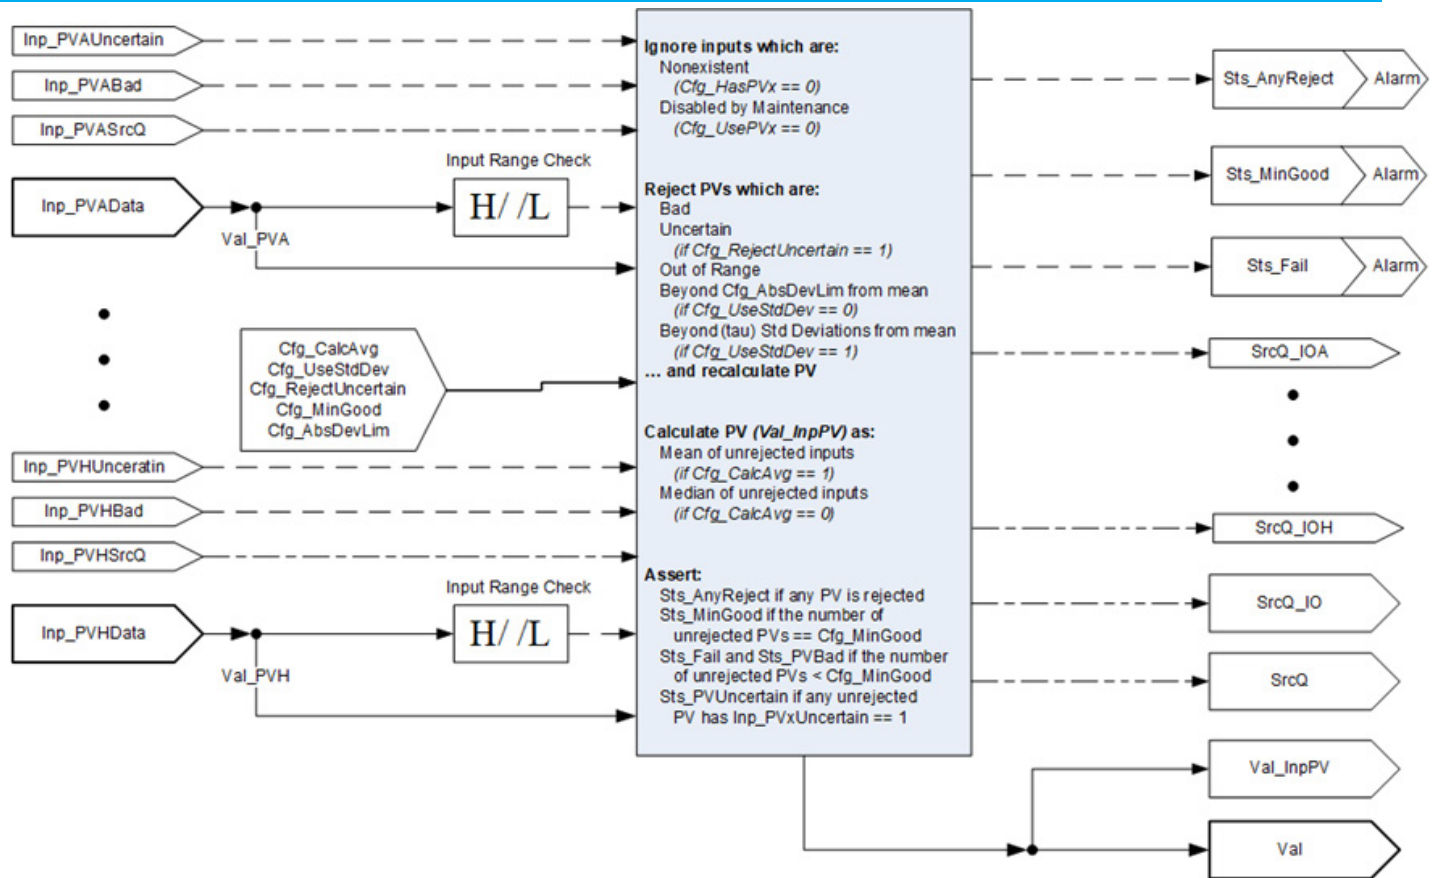 Inp_PVAUncertain
Inp_PVABad
Inp_PVASrcQ
Inp_PVAData
Val_PVA
Input Range Check
H/ /L
Cfg_CalcAvg
Cfg_UseStdDev
Cfg_RejectUncertain
Cfg_MinGood
Cfg_AbsDevLim
Inp_PVHUnceratin
Inp_PVHBad
Inp_PVHSrcQ
Inp_PVHData
Val_PVH
Input Range Check
H/ /L
Ignore inputs which are:
Nonexistent
(Cfg_HasPVx == 0)
Disabled by Maintenance
(Cfg_UsePVx == 0)
Reject PVs which are:
Bad
Uncertain
(if Cfg_RejectUncertain == 1)
Out of Range
Beyond Cfg_AbsDevLim from mean
(if Cfg_UseStdDev == 0)
Beyond (tau) Std Deviations from mean
(if Cfg_UseStdDev == 1)
... and recalculate PV
Calculate PV (Val_InpPV) as:
Mean of unrejected inputs
(if Cfg_CalcAvg == 1)
Median of unrejected inputs
(if Cfg_CalcAvg == 0)
Assert:
Sts_AnyReject if any PV is rejected
Sts_MinGood if the number of
unrejected PVs == Cfg_MinGood
Sts_Fail and Sts_PVBad if the number
of unrejected PVs < Cfg_MinGood
Sts_PVUncertain if any unrejected
PV has Inp_PVxUncertain == 1
Sts_AnyReject Alarm
Sts_MinGood Alarm
Sts_Fail Alarm
SrcQ_IOA
SrcQ_IOH
SrcQ_IO
SrcQ
Val_InpPV
Val